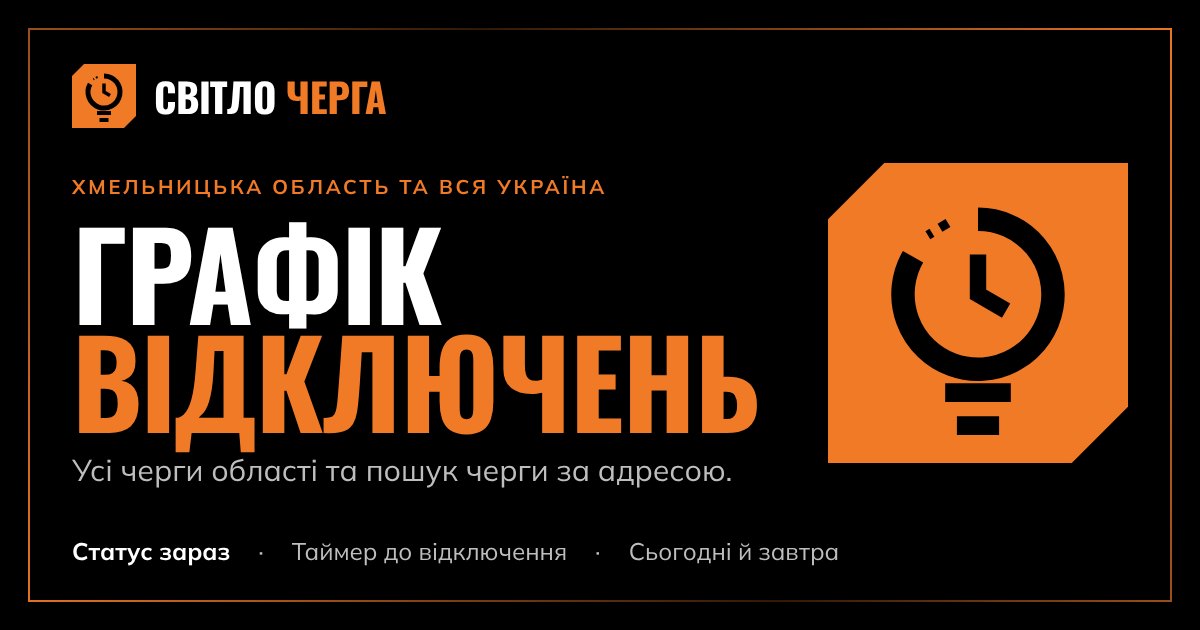 СВІТЛО ЧЕРГА
ХМЕЛЬНИЦЬКА ОБЛАСТЬ ТА ВСЯ УКРАЇНА
ГРАФІК
ВІДКЛЮЧЕНЬ
Усі черги області та пошук черги за адресою.
Статус зараз · Таймер до відключення · Сьогодні й завтра